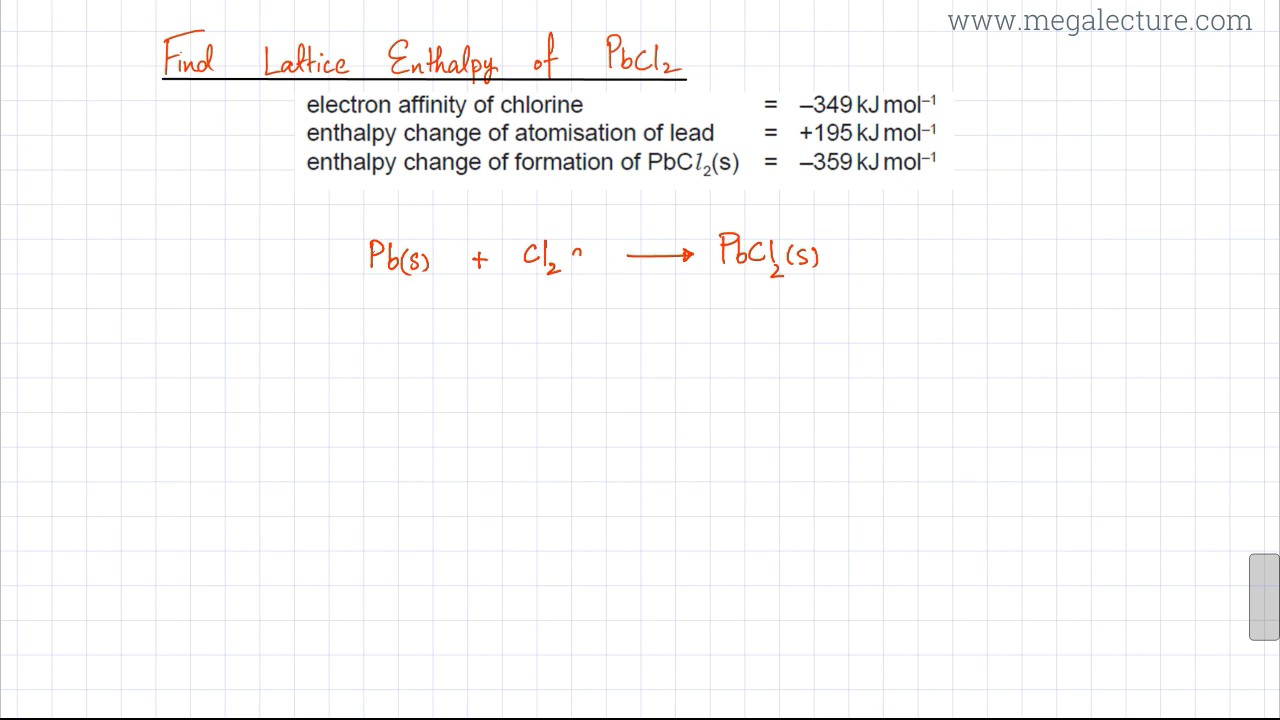 www.megalecture.com
Find Lattice Enthalpy of PbCl2
electron affinity of chlorine = –349 kJ mol⁻¹
enthalpy change of atomisation of lead = +195 kJ mol⁻¹
enthalpy change of formation of PbCl₂(s) = –359 kJ mol⁻¹
Pb(s) + Cl₂ ⟶ PbCl₂(s)